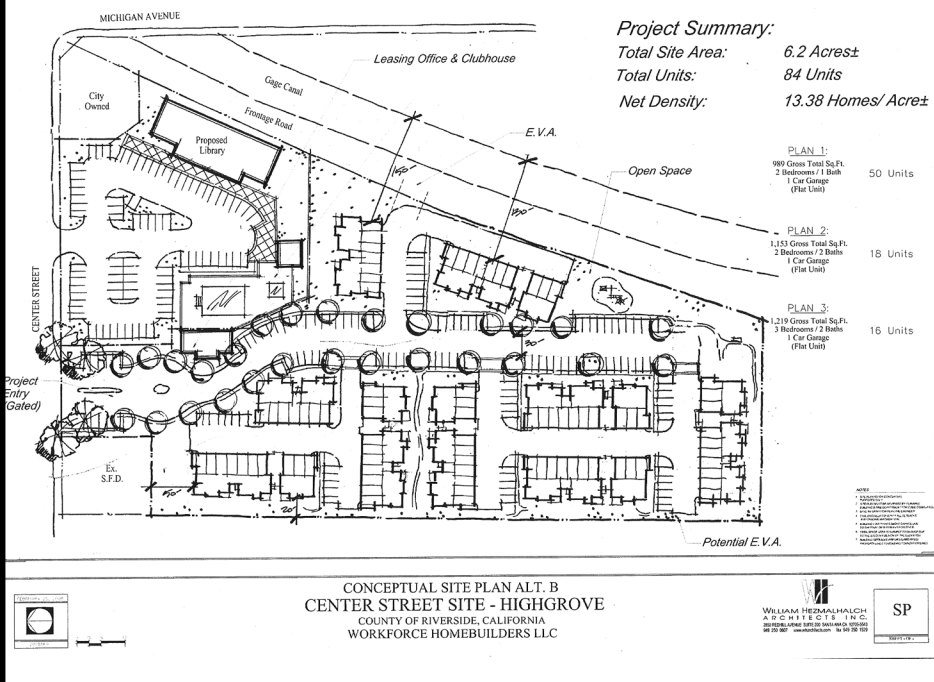 MICHIGAN AVENUE
Project Summary:
Total Site Area: 6.2 Acres±
Total Units: 84 Units
Net Density: 13.38 Homes/ Acre±
Leasing Office & Clubhouse
Gage Canal
City
Owned
Frontage Road
E.V.A.
Proposed
Library
Open Space
PLAN 1:
989 Gross Total Sq.Ft.
2 Bedrooms / 1 Bath
1 Car Garage
(Flat Unit)
50 Units
PLAN 2:
1,153 Gross Total Sq.Ft.
2 Bedrooms / 2 Baths
1 Car Garage
(Flat Unit)
18 Units
PLAN 3:
1,219 Gross Total Sq.Ft.
3 Bedrooms / 2 Baths
1 Car Garage
(Flat Unit)
16 Units
CENTER STREET
Project
Entry
(Gated)
Ex.
S.F.D.
20'
NOTES
Potential E.V.A.
CONCEPTUAL SITE PLAN ALT. B
CENTER STREET SITE - HIGHGROVE
COUNTY OF RIVERSIDE, CALIFORNIA
WORKFORCE HOMEBUILDERS LLC
WILLIAM HEZMALHALCH
ARCHITECTS INC.
SP